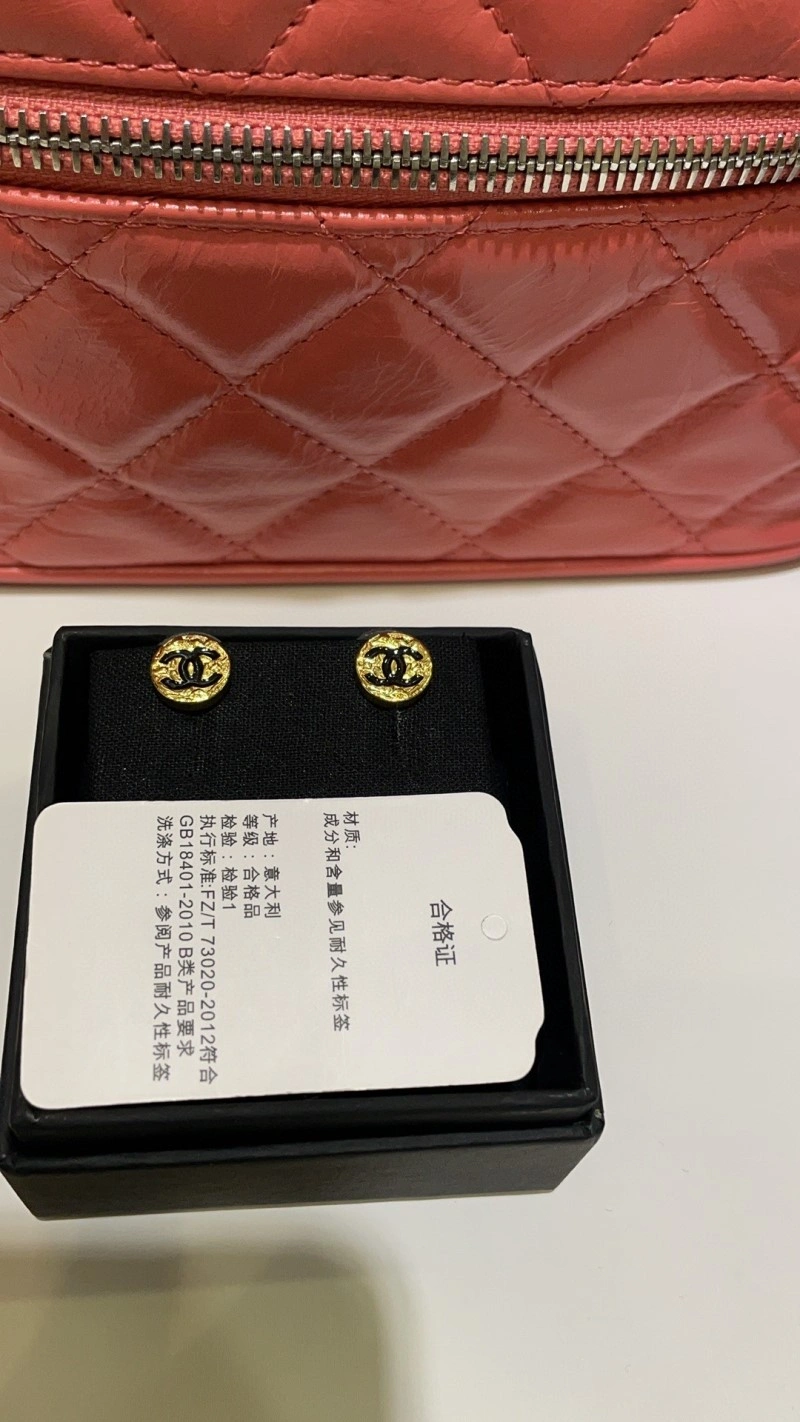 合格证
材质：
成分和含量参见耐久性标签
产地：意大利
等级：合格品
检验：检验1
执行标准:FZ/T 73020-2012符合
GB18401-2010 B类产品要求
洗涤方式：参阅产品耐久性标签